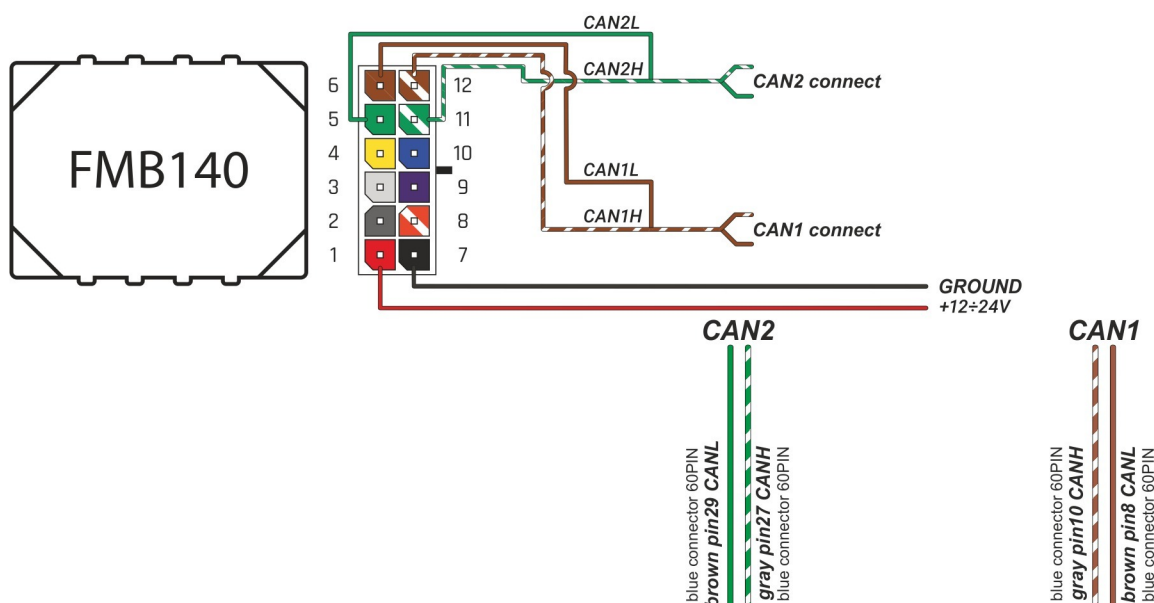 CAN2L
CAN2H
CAN2 connect
FMB140
6 12
5 11
4 10
3 9
2 8
1 7
CAN1L
CAN1H
CAN1 connect
GROUND
+12÷24V
CAN2
CAN1
blue connector 60PIN
brown pin29 CANL
gray pin27 CANH
blue connector 60PIN
blue connector 60PIN
gray pin10 CANH
brown pin8 CANL
blue connector 60PIN